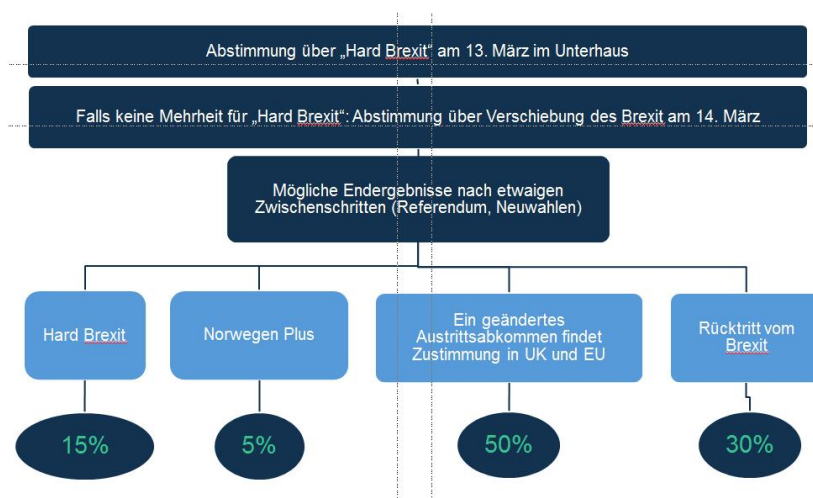 Abstimmung über „Hard Brexit“ am 13. März im Unterhaus
Falls keine Mehrheit für „Hard Brexit“: Abstimmung über Verschiebung des Brexit am 14. März
Mögliche Endergebnisse nach etwaigen
Zwischenschritten (Referendum, Neuwahlen)
Hard Brexit
Norwegen Plus
Ein geändertes
Austrittsabkommen findet
Zustimmung in UK und EU
Rücktritt vom
Brexit
15%
5%
50%
30%